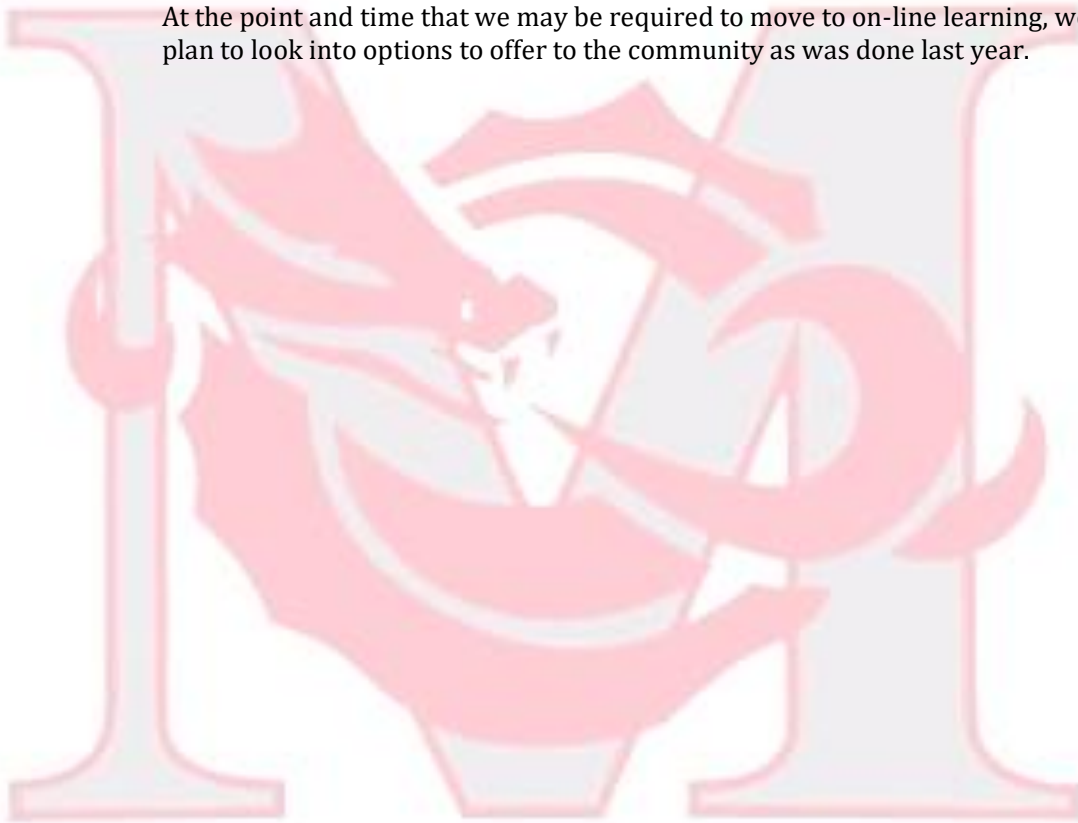 At the point and time that we may be required to move to on-line learning, we
plan to look into options to offer to the community as was done last year.